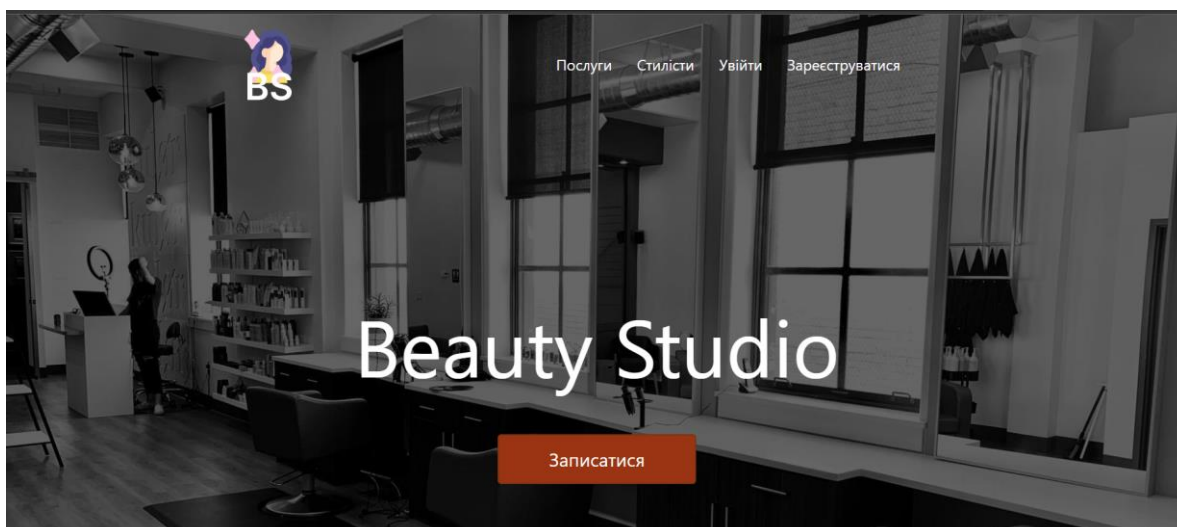 BS
Послуги Стилісти Увійти Зареєструватися
Beauty Studio
Записатися